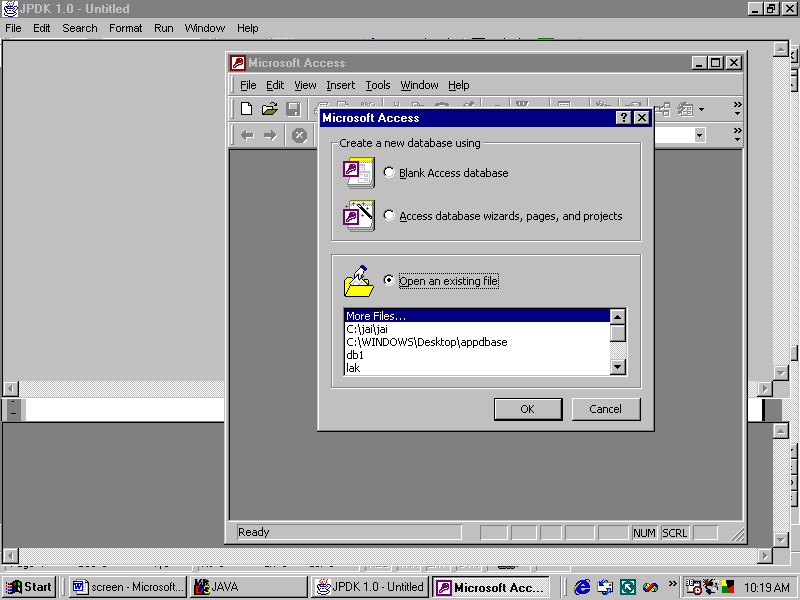 JPDK 1.0 - Untitled
File Edit Search Format Run Window Help
Microsoft Access
File Edit View Insert Tools Window Help
Microsoft Access
Create a new database using
Blank Access database
Access database wizards, pages, and projects
Open an existing file
More Files...
C:\jai\jai
C:\WINDOWS\Desktop\appdbase
db1
lak
OK Cancel
Ready NUM SCRL
Start screen - Microsoft... JAVA JPDK 1.0 - Untitled Microsoft Acc... 10:19 AM